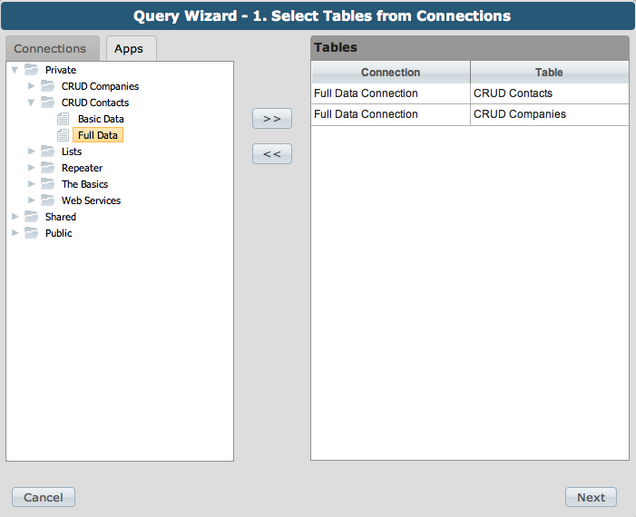 Query Wizard - 1. Select Tables from Connections
Connections Apps
Private
CRUD Companies
CRUD Contacts
Basic Data
Full Data
Lists
Repeater
The Basics
Web Services
Shared
Public
>>
<<
Tables
Connection Table
Full Data Connection CRUD Contacts
Full Data Connection CRUD Companies
Cancel Next